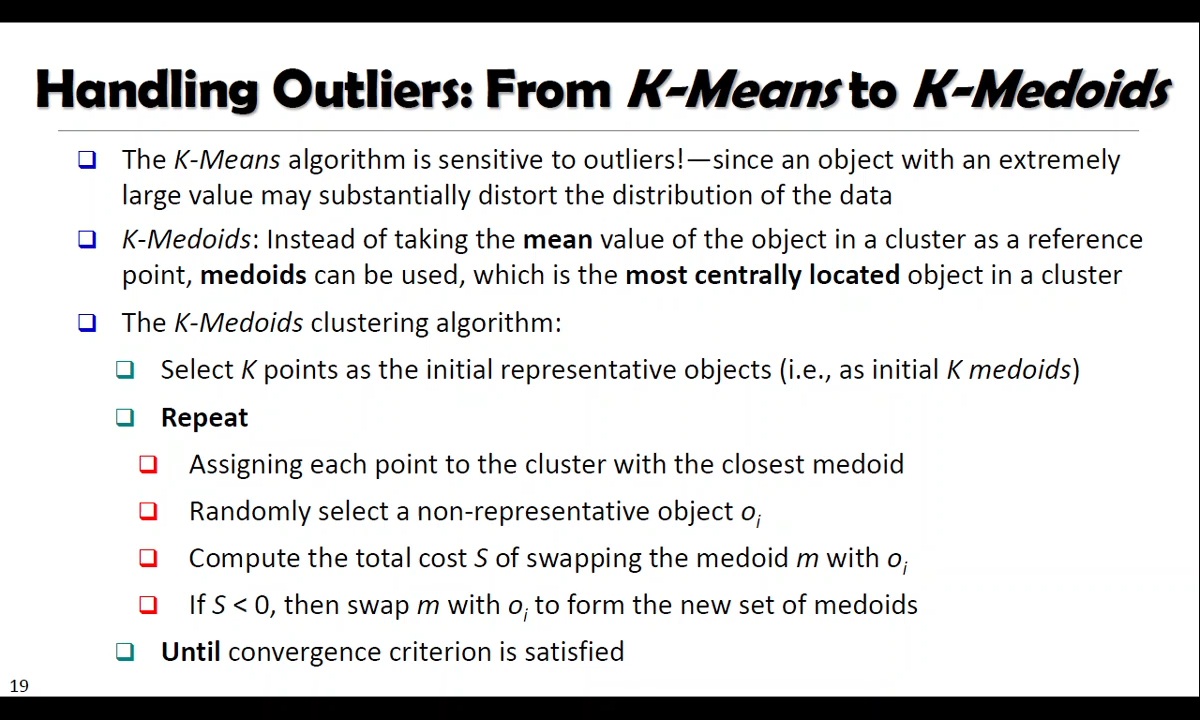 Handling Outliers: From K-Means to K-Medoids
❑ The K-Means algorithm is sensitive to outliers!—since an object with an extremely
large value may substantially distort the distribution of the data
❑ K-Medoids: Instead of taking the mean value of the object in a cluster as a reference
point, medoids can be used, which is the most centrally located object in a cluster
❑ The K-Medoids clustering algorithm:
❑ Select K points as the initial representative objects (i.e., as initial K medoids)
❑ Repeat
❑ Assigning each point to the cluster with the closest medoid
❑ Randomly select a non-representative object oi
❑ Compute the total cost S of swapping the medoid m with oi
❑ If S < 0, then swap m with oi to form the new set of medoids
❑ Until convergence criterion is satisfied
19